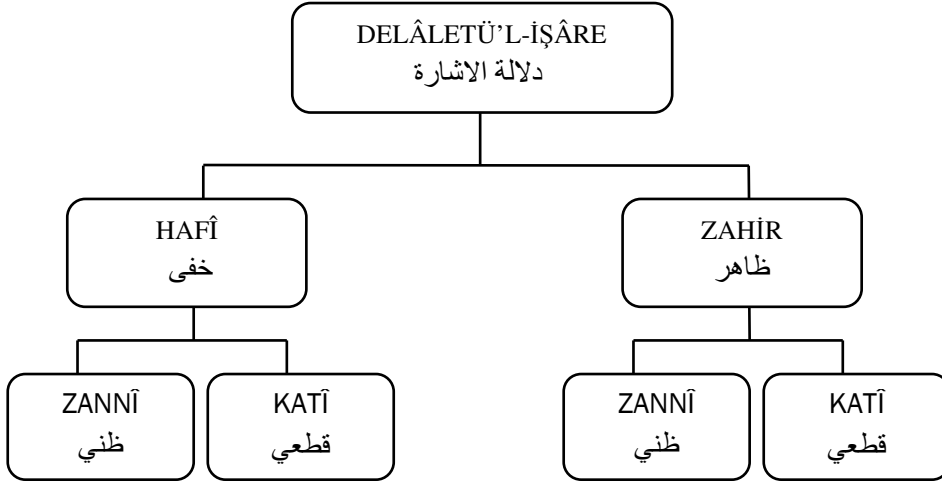 DELÂLETÜ’L-İŞÂRE
دلالة الاشارة
HAFÎ
خفى
ZAHİR
ظاهر
ZANNÎ
ظني
KATÎ
قطعي
ZANNÎ
ظني
KATÎ
قطعي